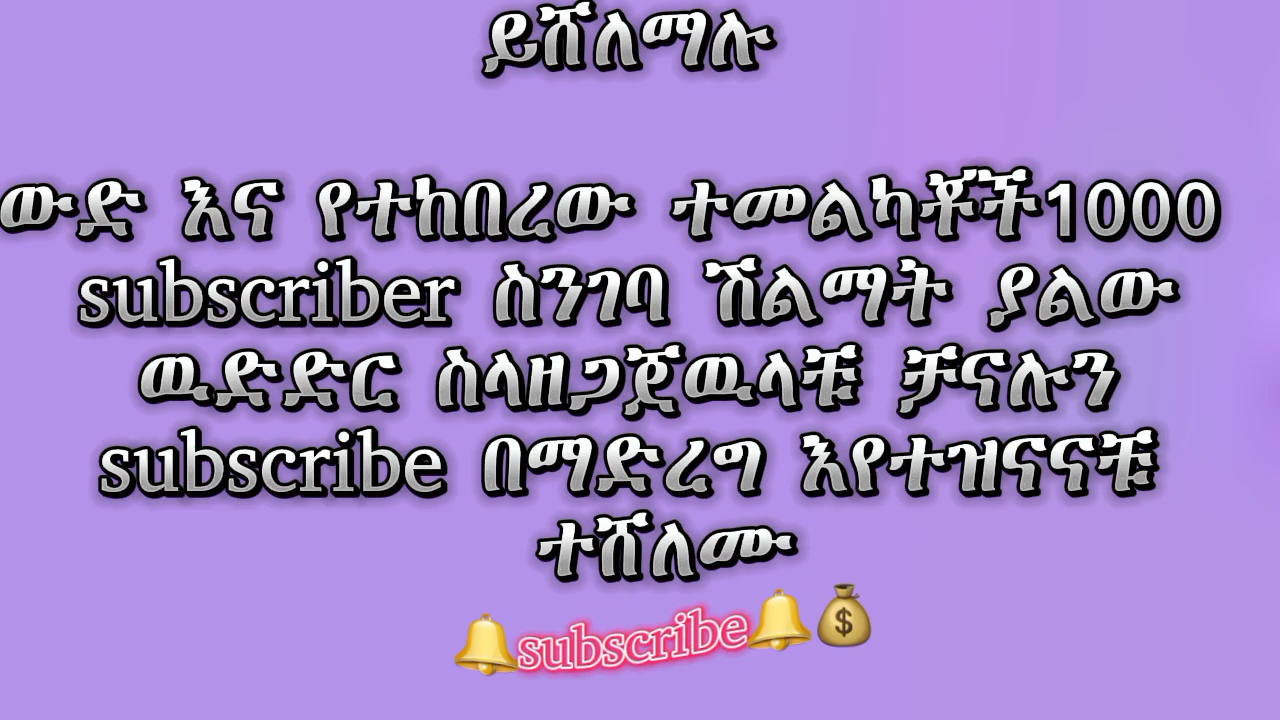 ይሸለማሉ
ውድ እና የተከበረው ተመልካቾች1000
subscriber ስንገባ ሽልማት ያልው
ዉድድር ስላዘጋጀዉላቹ ቻናሉን
subscribe በማድረግ እየተዝናናቹ
ተሸለሙ
🔔subscribe🔔💰